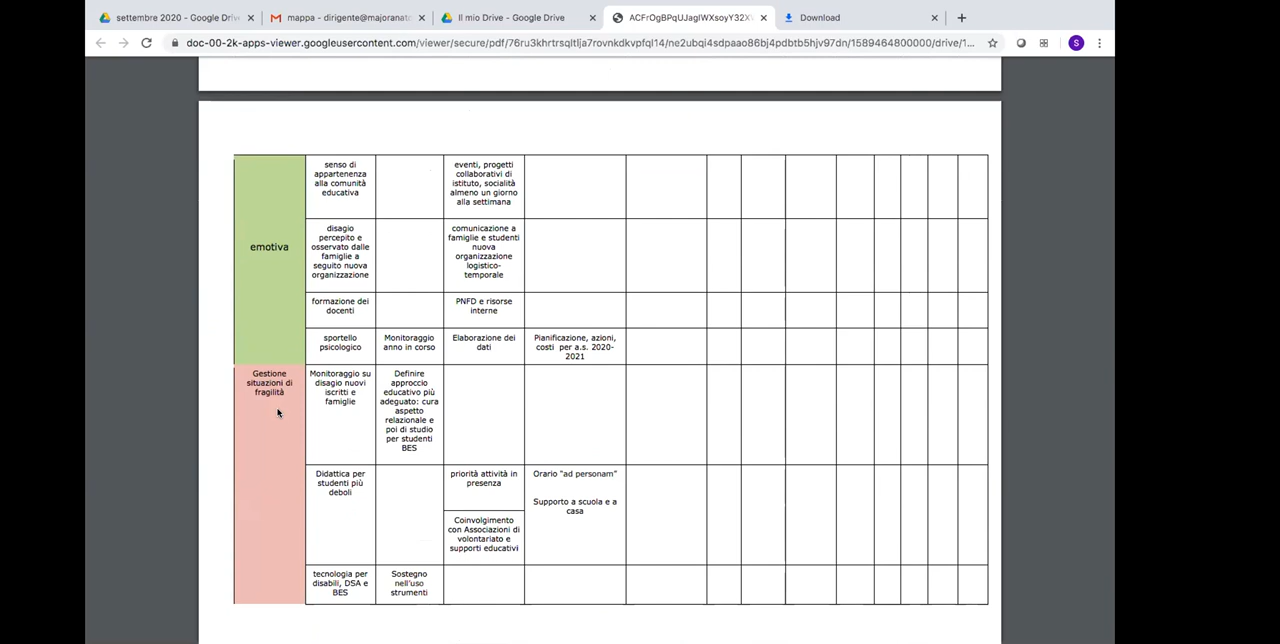 settembre 2020 - Google Driv
mappa - dirigente@majoranato
Il mio Drive - Google Drive
ACFrOgBPqUJagIWXsoyY32XV
Download
doc-00-2k-apps-viewer.googleusercontent.com/viewer/secure/pdf/76ru3khrtrsqltlja7rovnkdkvpfql14/ne2ubqi4sdpaao86bj4pdbtb5hjv97dn/1589464800000/drive/1...
S
emotiva
senso di
appartenenza
alla comunità
educativa
eventi, progetti
collaborativi di
istituto, socialità
almeno un giorno
alla settimana
disagio
percepito e
osservato dalle
famiglie a
seguito nuova
organizzazione
comunicazione a
famiglie e studenti
nuova
organizzazione
logistico-
temporale
formazione dei
docenti
PNFD e risorse
interne
sportello
psicologico
Monitoraggio
anno in corso
Elaborazione dei
dati
Pianificazione, azioni,
costi per a.s. 2020-
2021
Gestione
situazioni di
fragilità
Monitoraggio su
disagio nuovi
iscritti e
famiglie
Definire
approccio
educativo più
adeguato: cura
aspetto
relazionale e
poi di studio
per studenti
BES
Didattica per
studenti più
deboli
priorità attività in
presenza
Coinvolgimento
con Associazioni di
volontariato e
supporti educativi
Orario "ad personam"
Supporto a scuola e a
casa
tecnologia per
disabili, DSA e
BES
Sostegno
nell'uso
strumenti